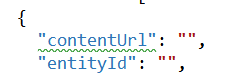 {
"contentUrl": "",
"entityId": "",